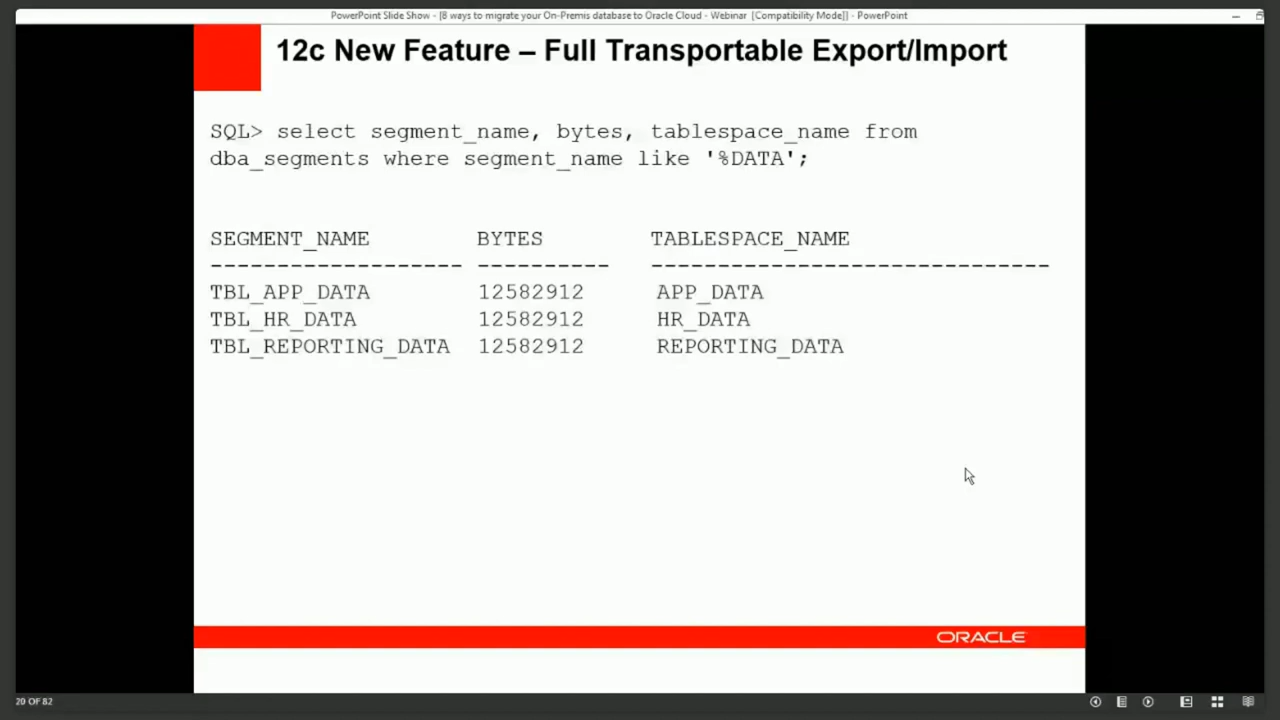 PowerPoint Slide Show - [8 ways to migrate your On-Premis database to Oracle Cloud - Webinar [Compatibility Mode]] - PowerPoint
12c New Feature – Full Transportable Export/Import
SQL> select segment_name, bytes, tablespace_name from
dba_segments where segment_name like '%DATA';
SEGMENT_NAME BYTES TABLESPACE_NAME
------------------- ---------- ------------------------------
TBL_APP_DATA 12582912 APP_DATA
TBL_HR_DATA 12582912 HR_DATA
TBL_REPORTING_DATA 12582912 REPORTING_DATA
ORACLE
20 OF 82